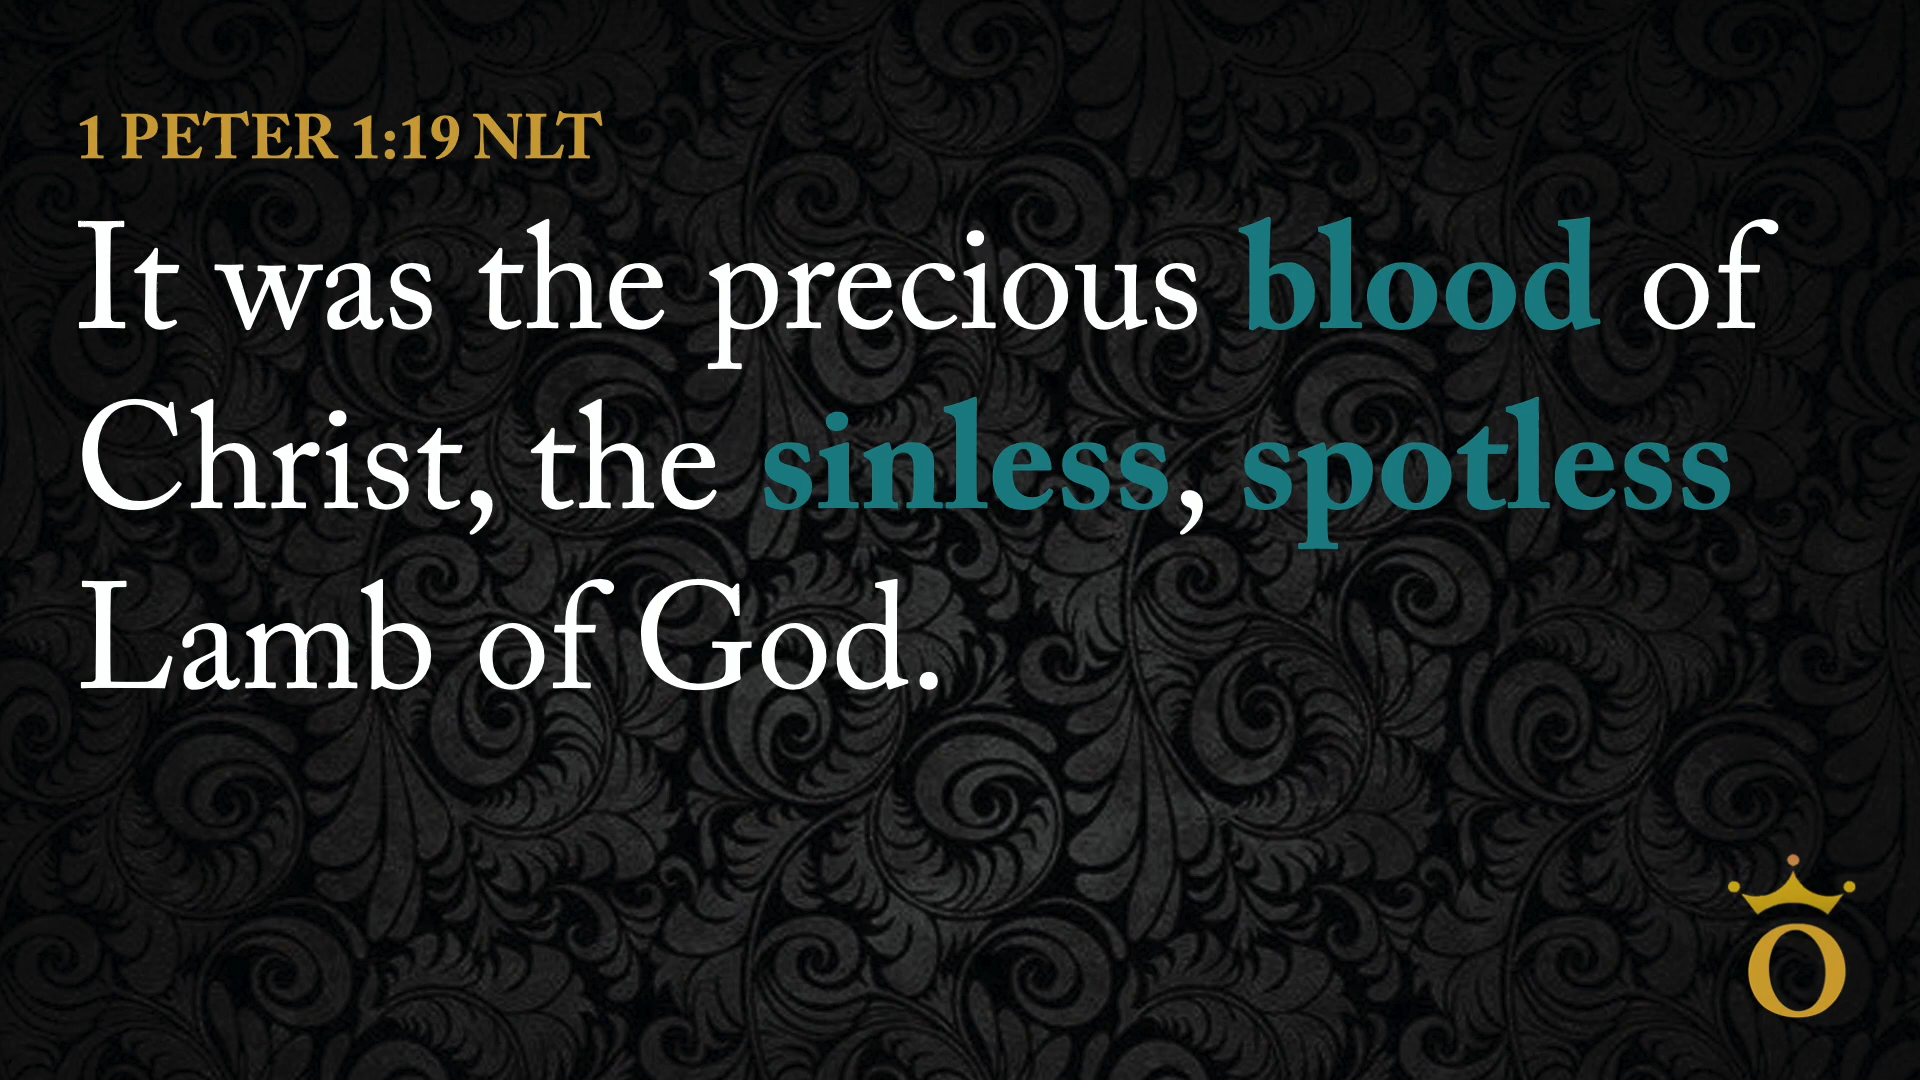 1 PETER 1:19 NLT
It was the precious blood of
Christ, the sinless, spotless
Lamb of God.
O